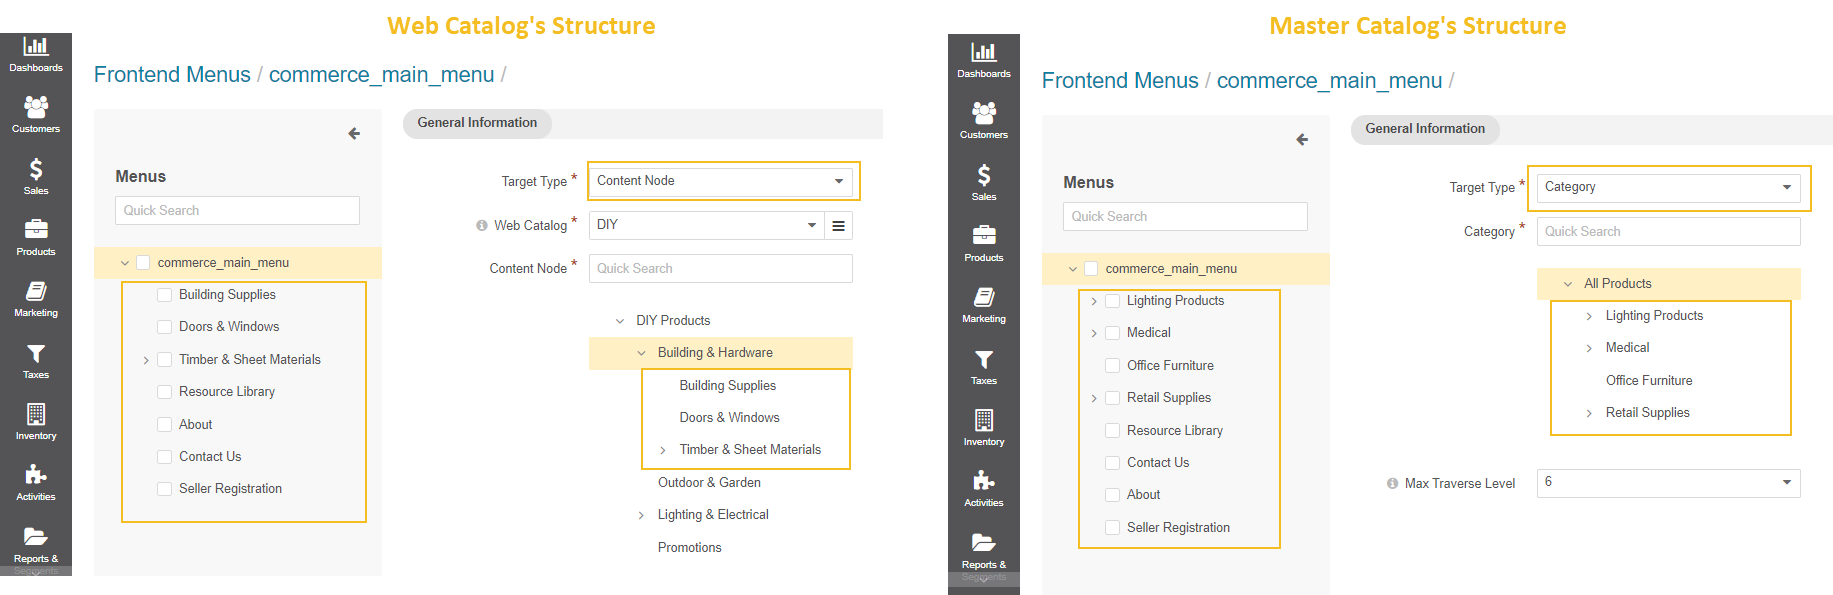 Web Catalog's Structure
Dashboards
Customers
Sales
Products
Marketing
Taxes
Inventory
Activities
Reports &
Segments
Frontend Menus / commerce_main_menu /
Menus
Quick Search
commerce_main_menu
Building Supplies
Doors & Windows
Timber & Sheet Materials
Resource Library
About
Contact Us
Seller Registration
General Information
Target Type * Content Node
Web Catalog * DIY
Content Node * Quick Search
DIY Products
Building & Hardware
Building Supplies
Doors & Windows
Timber & Sheet Materials
Outdoor & Garden
Lighting & Electrical
Promotions
Master Catalog's Structure
Dashboards
Customers
Sales
Products
Marketing
Taxes
Inventory
Activities
Reports &
Segments
Frontend Menus / commerce_main_menu /
Menus
Quick Search
commerce_main_menu
Lighting Products
Medical
Office Furniture
Retail Supplies
Resource Library
Contact Us
About
Seller Registration
General Information
Target Type * Category
Category * Quick Search
All Products
Lighting Products
Medical
Office Furniture
Retail Supplies
Max Traverse Level 6